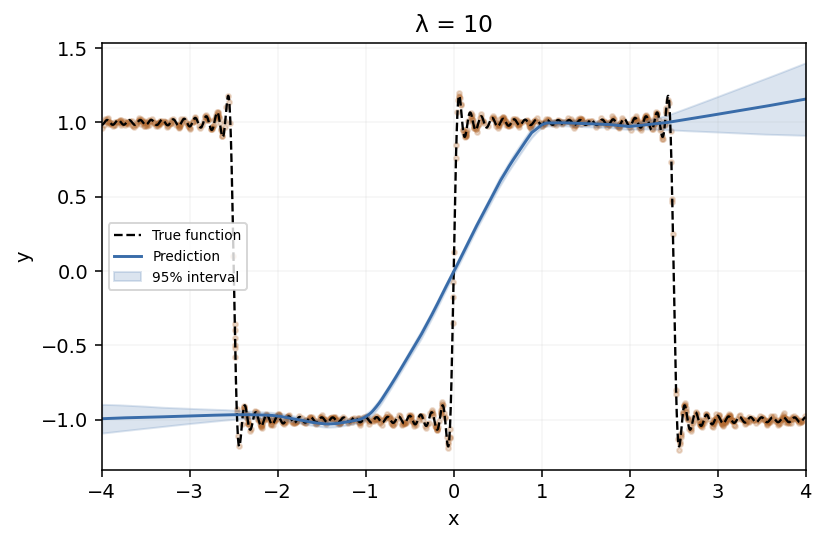 λ = 10
y
1.5
1.0
0.5
0.0
−0.5
−1.0
True function
Prediction
95% interval
−4 −3 −2 −1 0 1 2 3 4
x